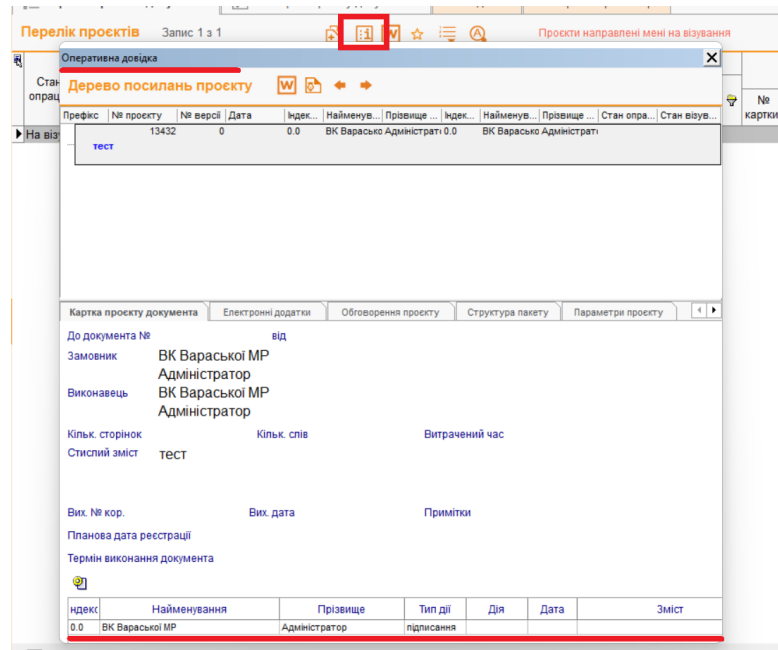 Перелік проєктів Запис 1 з 1 Проєкти направлені мені на візування
Оперативна довідка
Дерево посилань проєкту
Стан
опрац
№
картки
Префікс № проєкту № версії Дата Індек... Найменув... Прізвище ... Індек... Найменув... Прізвище ... Стан опра... Стан візув...
На віз
13432 0 0.0 ВК Варасько Адміністрат 0.0 ВК Варасько Адміністрат
тест
Картка проєкту документа Електронні додатки Обговорення проєкту Структура пакету Параметри проєкту
До документа № від
Замовник ВК Вараської МР
Адміністратор
Виконавець ВК Вараської МР
Адміністратор
Кільк. сторінок Кільк. слів Витрачений час
Стислий зміст тест
Вих. № кор. Вих. дата Примітки
Планова дата реєстрації
Термін виконання документа
ндекс Найменування Прізвище Тип дії Дія Дата Зміст
0.0 ВК Вараської МР Адміністратор підписання